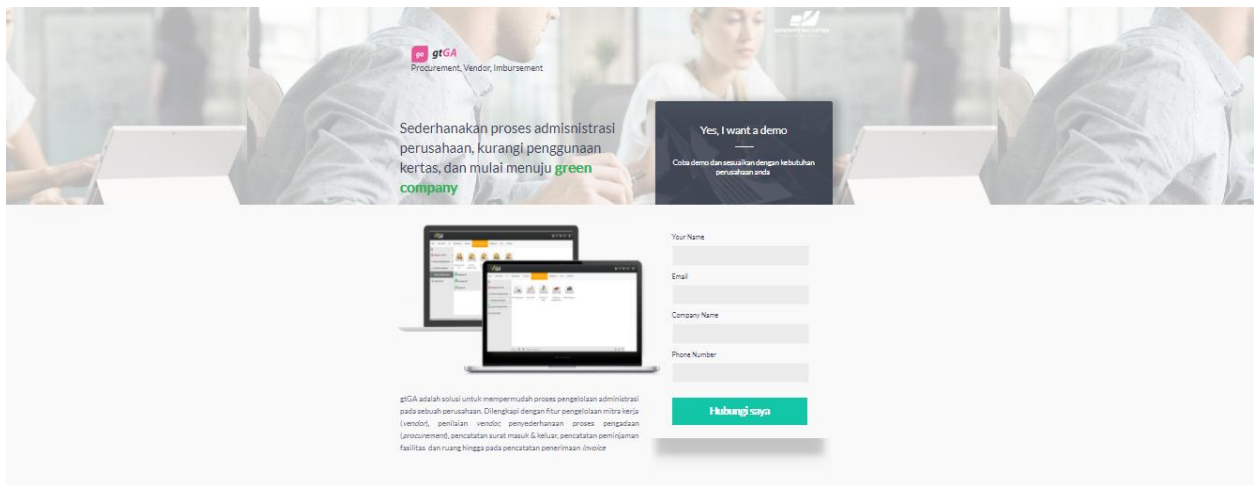 go gtGA
Procurement, Vendor, Imbursement
Sederhanakan proses admisnistrasi
perusahaan, kurangi penggunaan
kertas, dan mulai menuju green
company
Yes, I want a demo
Coba demo dan sesuaikan dengan kebutuhan
perusahaan anda
Your Name
Email
Company Name
Phone Number
Hubungi saya
gtGA adalah solusi untuk mempermudah proses pengelolaan administrasi
pada sebuah perusahaan. Dilengkapi dengan fitur pengelolaan mitra kerja
(vendor), penilaian vendor, penyederhanaan proses pengadaan
(procurement), pencatatan surat masuk & keluar, pencatatan peminjaman
fasilitas dan ruang hingga pada pencatatan penerimaan invoice